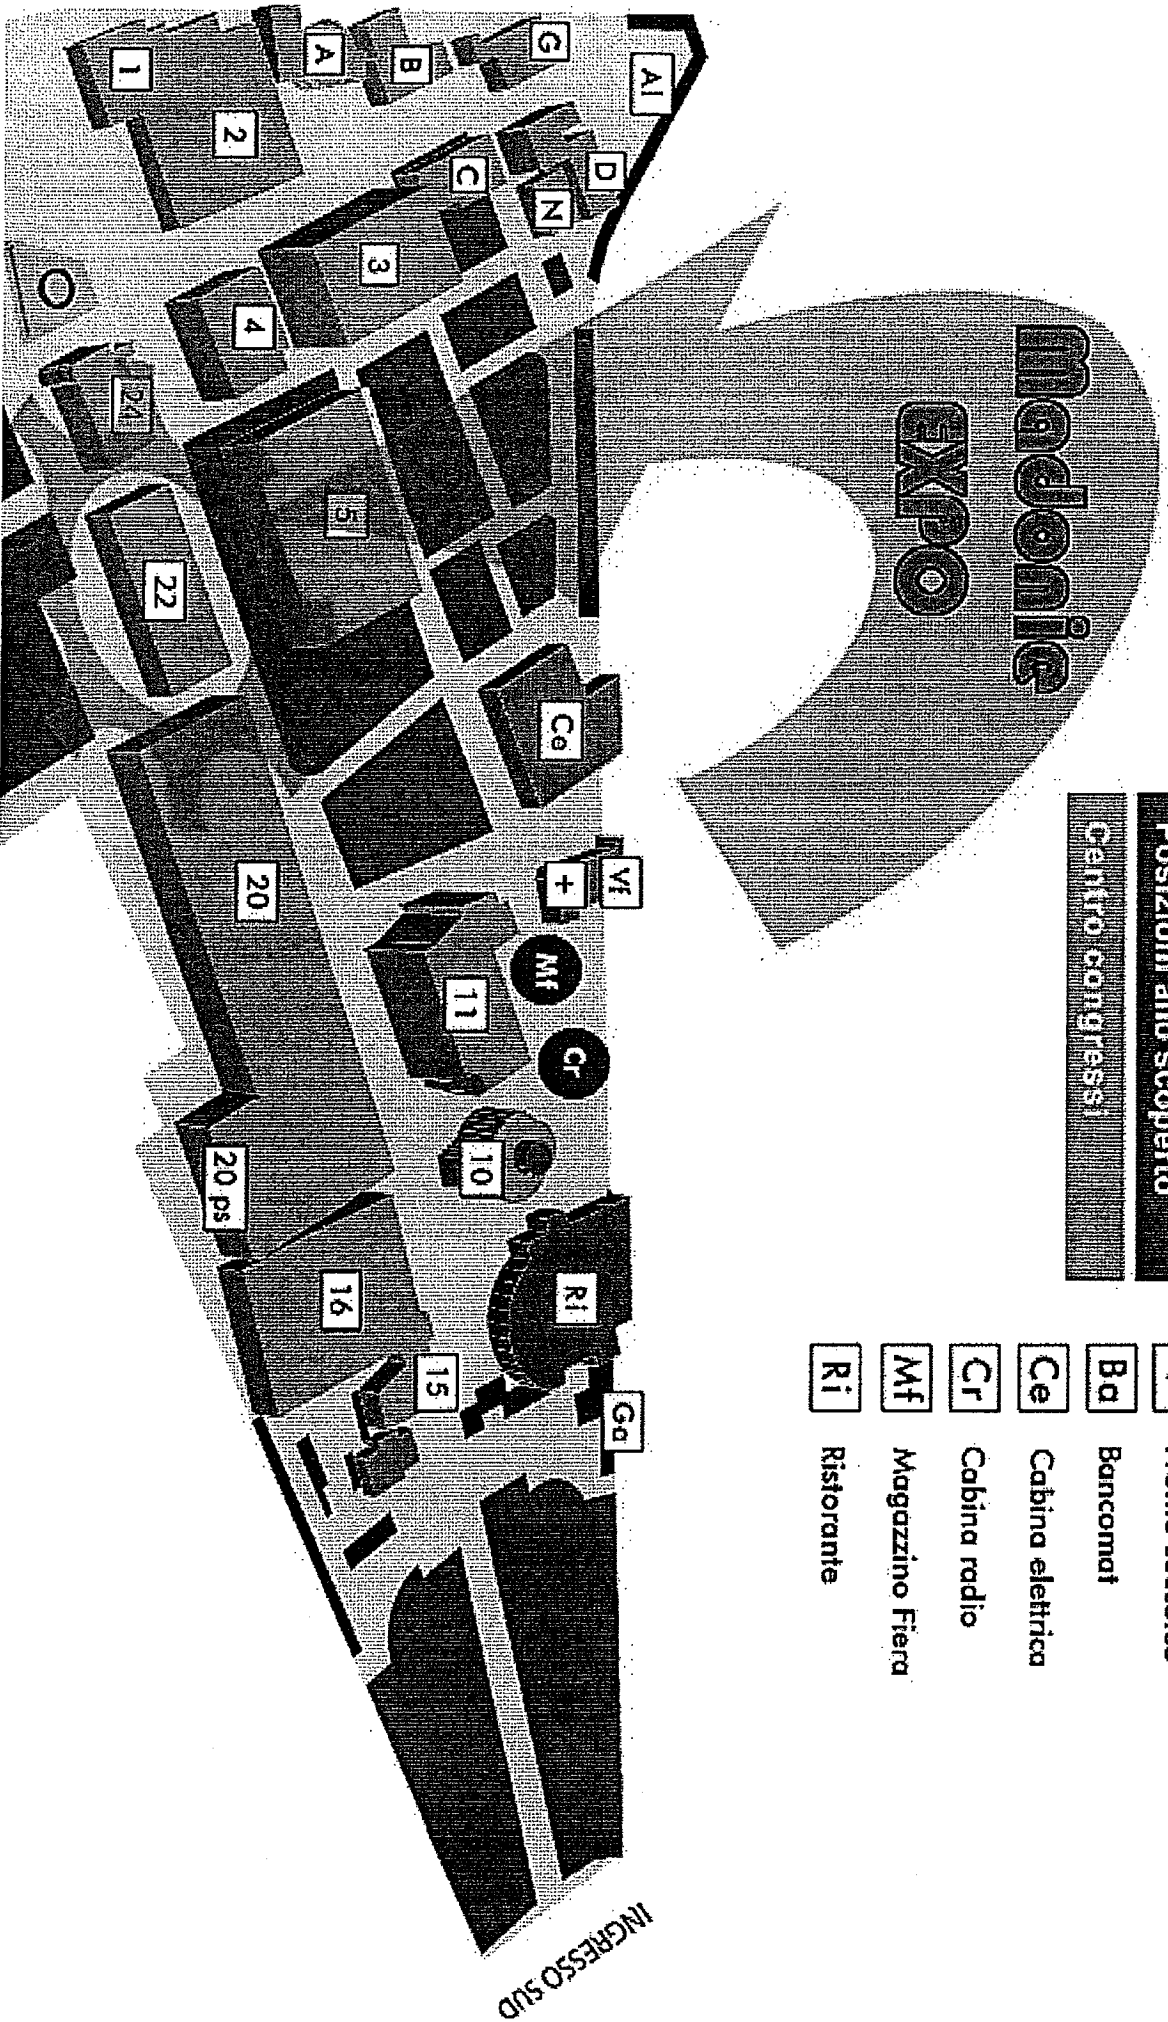 Posizioni allo scoperto
Centro congressi
Ba Bancomat
Ce Cabina elettrica
Cr Cabina radio
Mf Magazzino Fiera
Ri Ristorante
madonie
EXPO
Al
G
B
A
1
2
D
N
C
3
4
24
5
22
Ce
Vf
+
20
Mf
11
Cr
10
20 ps
Ri
16
15
Ga
INGRESSO SUD